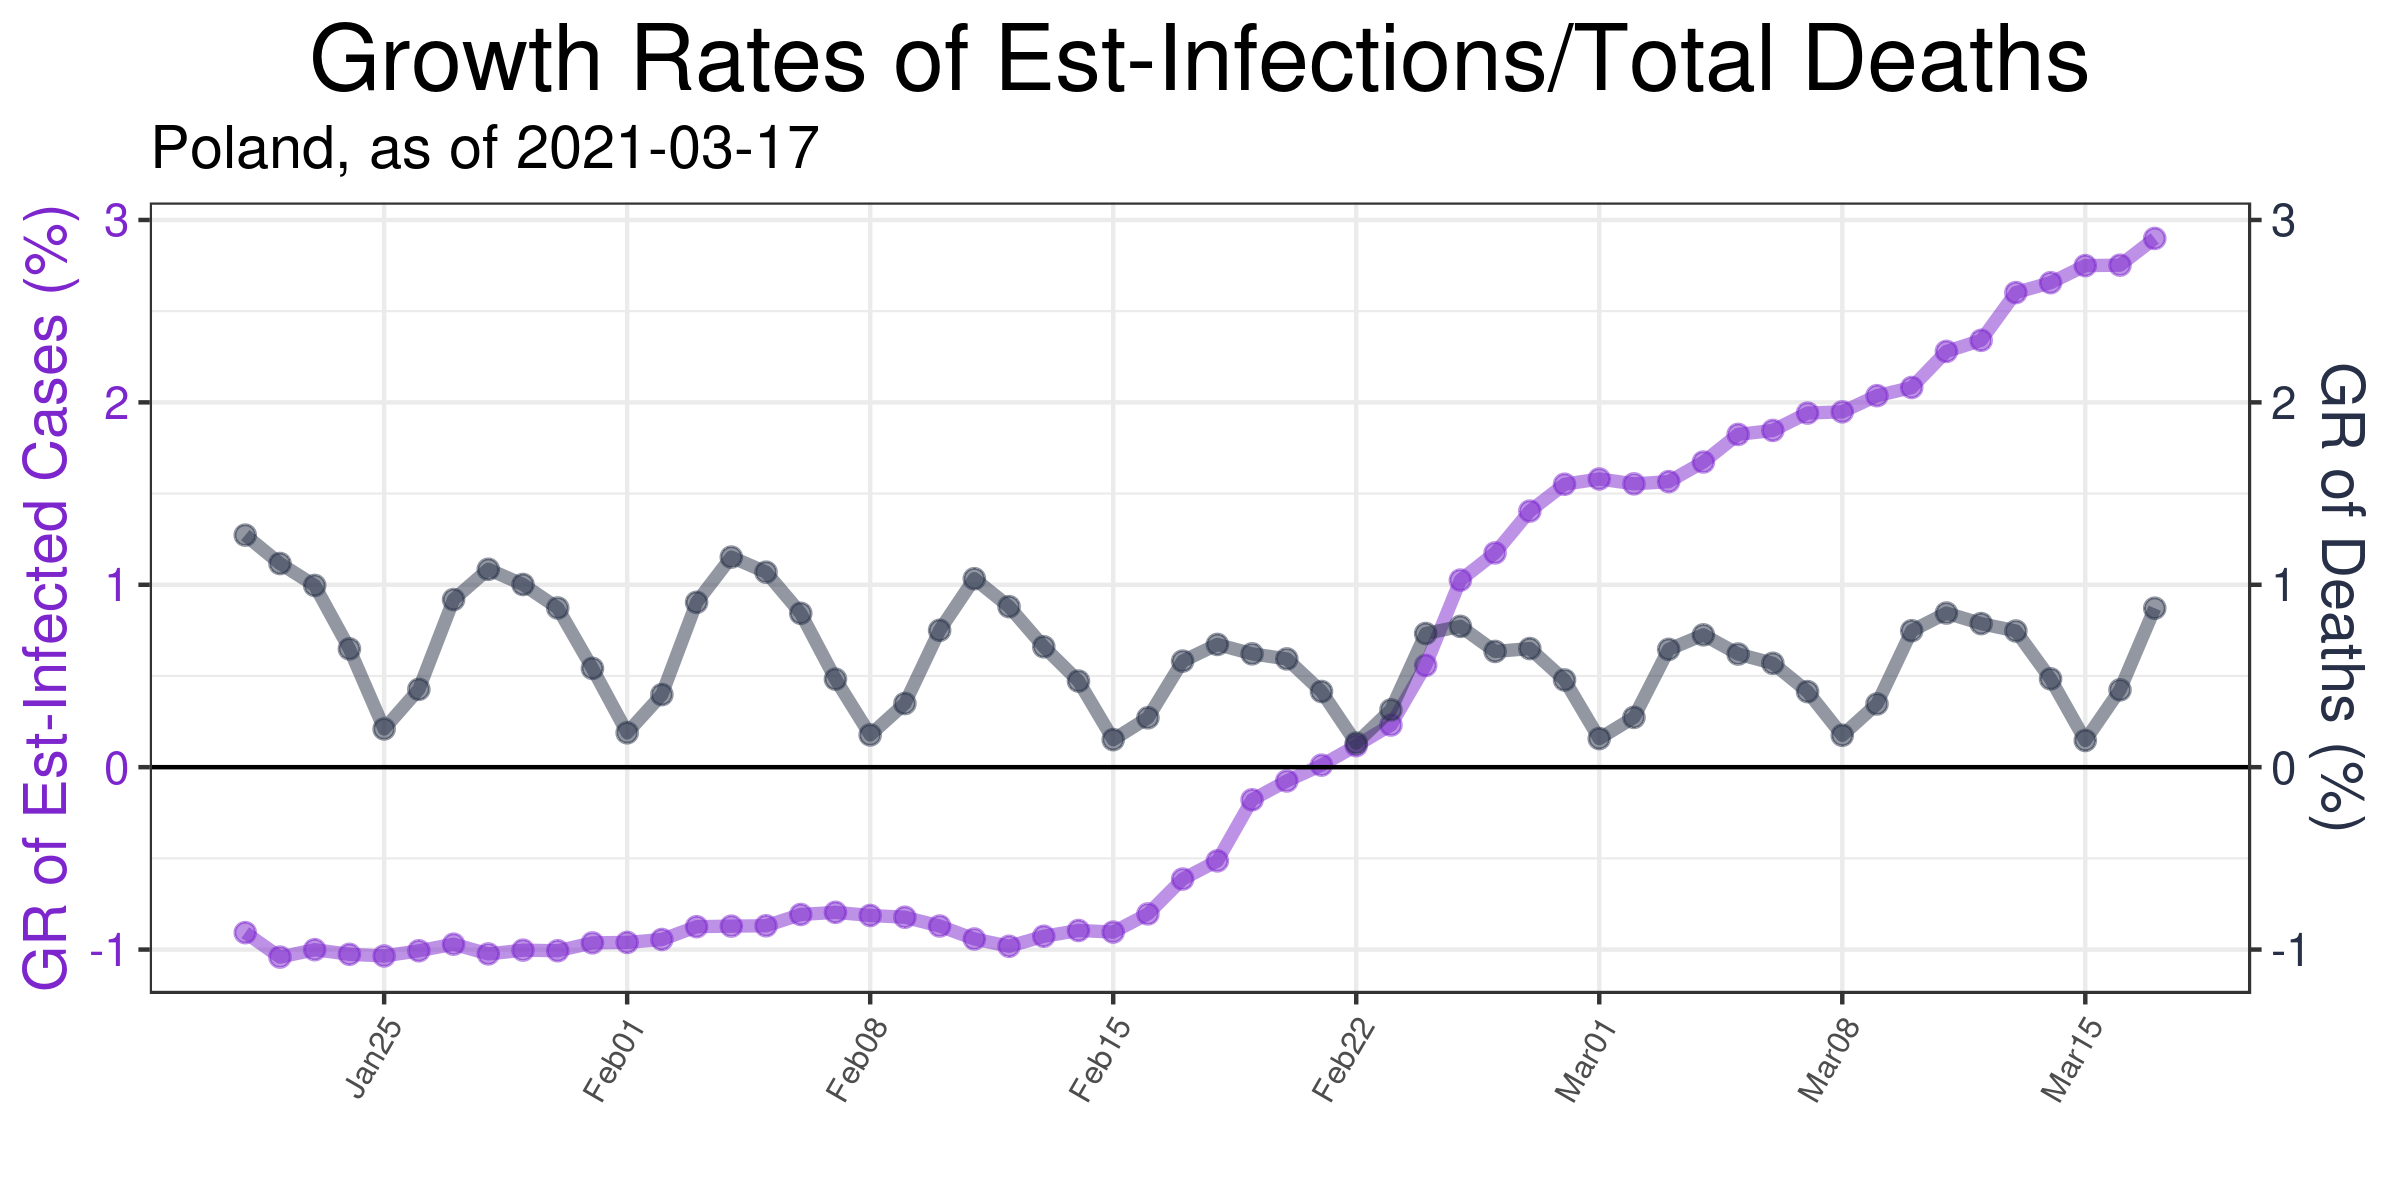 Growth Rates of Est-Infections/Total Deaths
Poland, as of 2021-03-17
GR of Est-Infected Cases (%)
3
2
1
0
-1
3
2
1
0
-1
GR of Deaths (%)
Jan25
Feb01
Feb08
Feb15
Feb22
Mar01
Mar08
Mar15